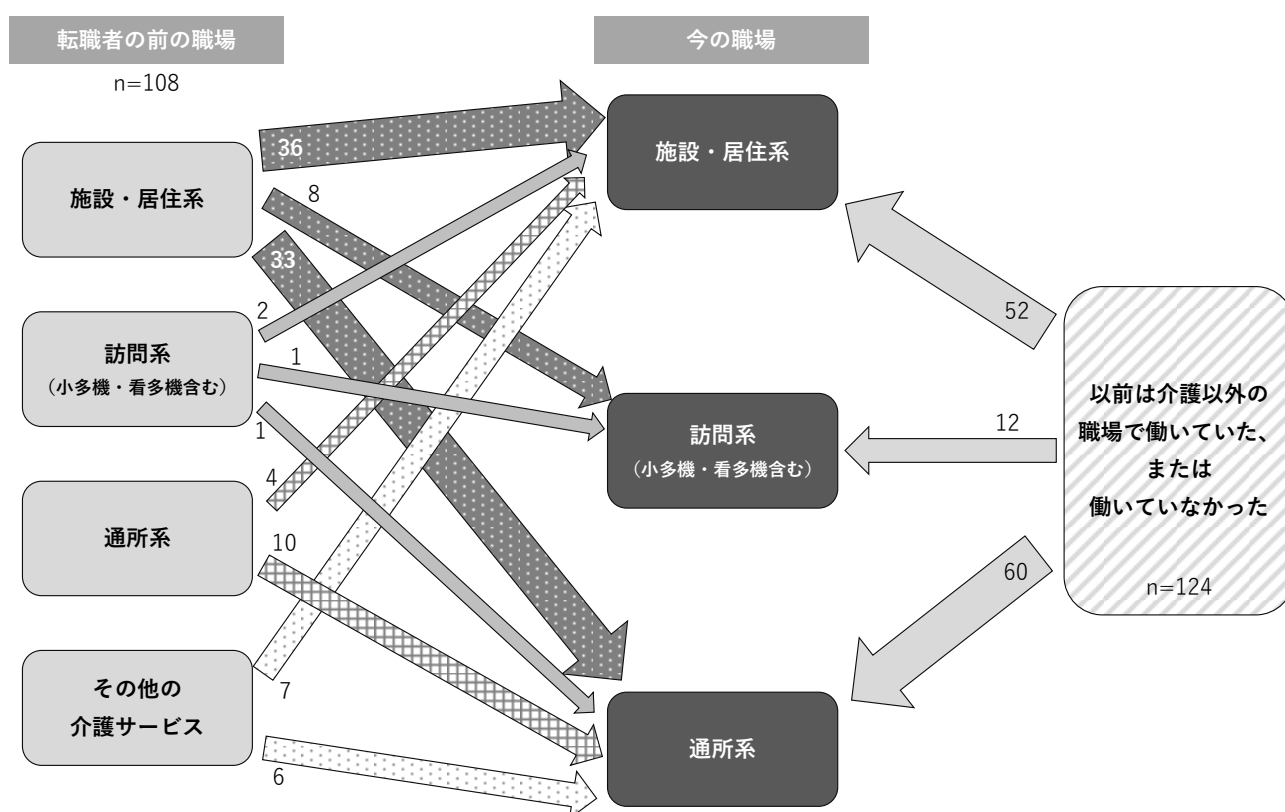 転職者の前の職場
n=108
今の職場
施設・居住系
訪問系
（小多機・看多機含む）
通所系
その他の
介護サービス
36
8
33
2
1
1
4
10
7
6
施設・居住系
訪問系
（小多機・看多機含む）
通所系
52
12
60
以前は介護以外の
職場で働いていた、
または
働いていなかった
n=124